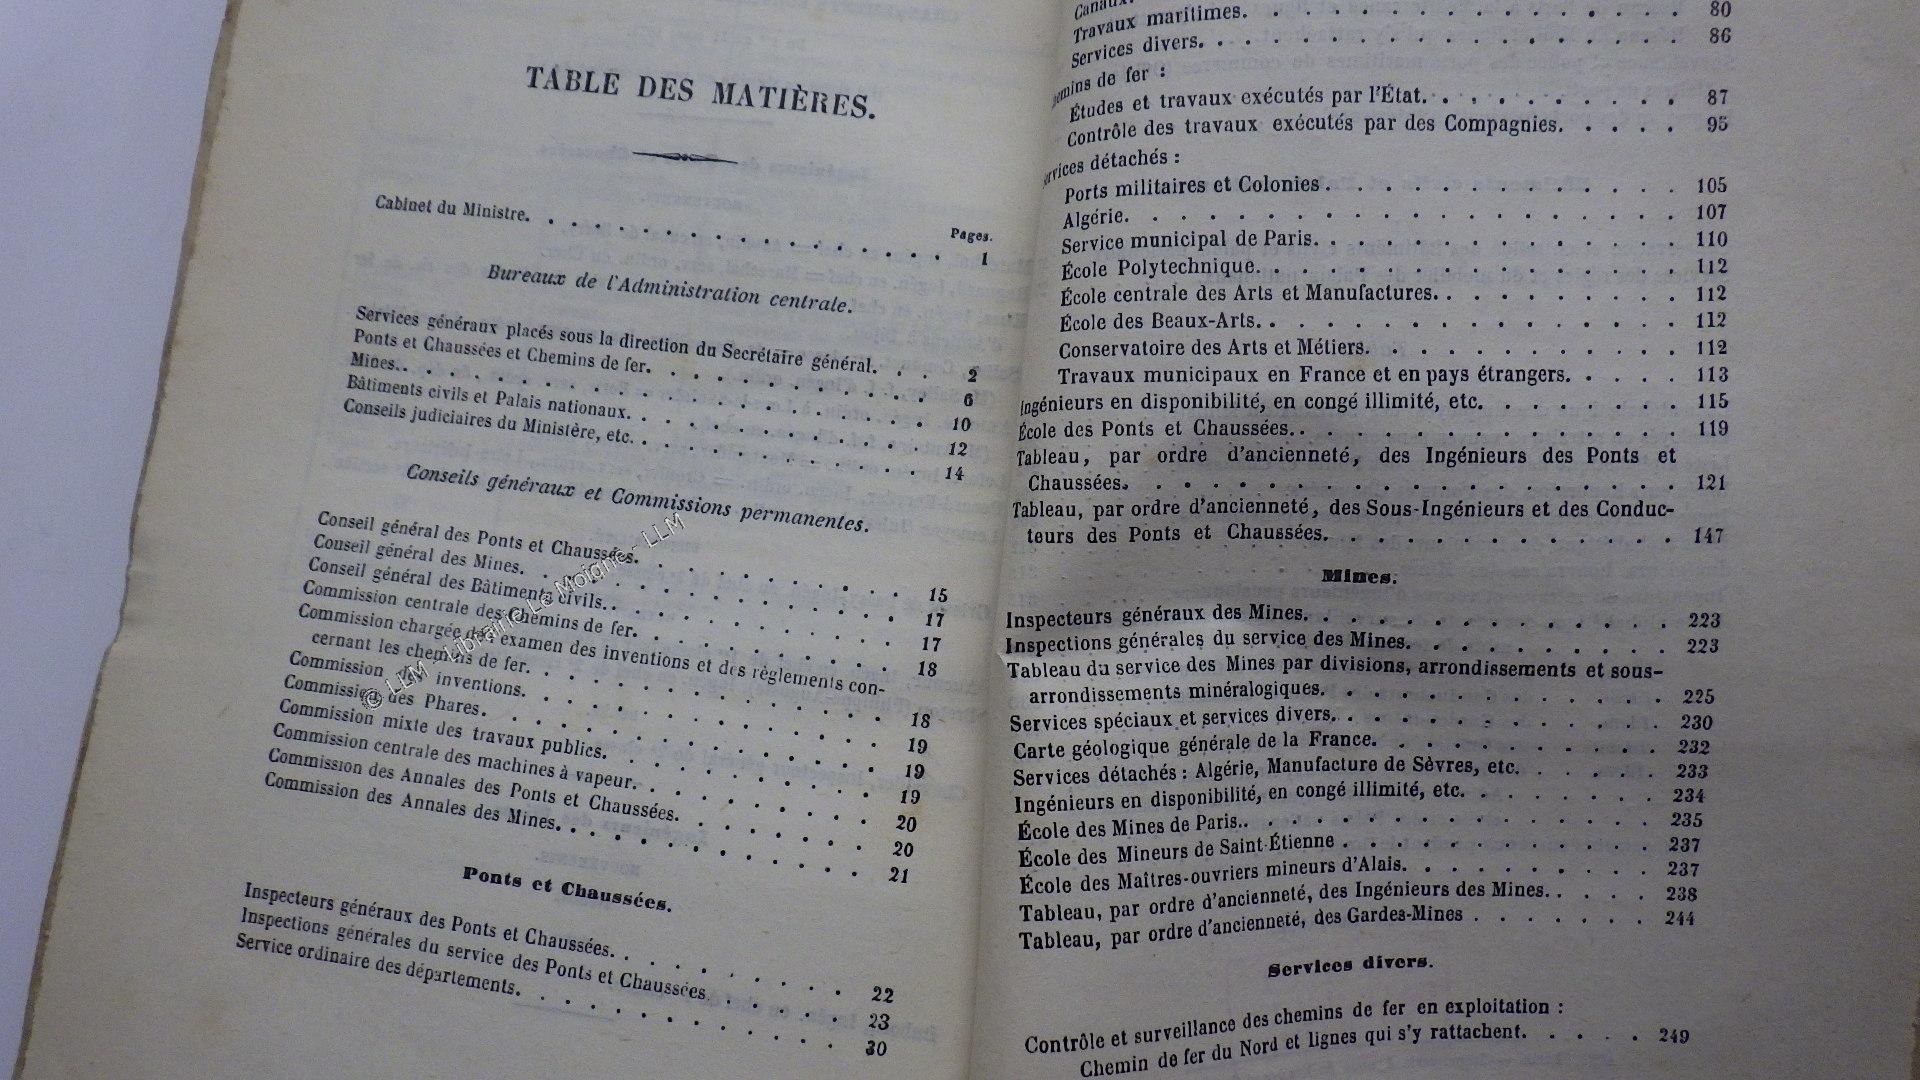 TABLE DES MATIÈRES.
Pages.
Cabinet du Ministre. 1
Bureaux de l'Administration centrale.
Services généraux placés sous la direction du Secrétaire général. 2
Ponts et Chaussées et Chemins de fer. 6
Mines. 10
Bâtiments civils et Palais nationaux. 12
Conseils judiciaires du Ministère, etc. 14
Conseils généraux et Commissions permanentes.
Conseil général des Ponts et Chaussées. 15
Conseil général des Mines. 17
Conseil général des Bâtiments civils. 17
Commission centrale des Chemins de fer. 18
Commission chargée de l'examen des inventions et des règlements con-
cernant les chemins de fer. 18
Commission des inventions. 19
Commission des Phares. 19
Commission mixte des travaux publics. 19
Commission centrale des machines à vapeur. 20
Commission des Annales des Ponts et Chaussées. 20
Commission des Annales des Mines. 21
Ponts et Chaussées.
Inspecteurs généraux des Ponts et Chaussées. 22
Inspections générales du service des Ponts et Chaussées. 23
Service ordinaire des départements. 30
© LLM - Librairie Le Moigne - LLM
Canaux.
Travaux maritimes. 80
Services divers. 86
emins de fer :
Études et travaux exécutés par l'État. 87
Contrôle des travaux exécutés par des Compagnies. 95
rvices détachés :
Ports militaires et Colonies. 105
Algérie. 107
Service municipal de Paris. 110
École Polytechnique. 112
École centrale des Arts et Manufactures. 112
École des Beaux-Arts. 112
Conservatoire des Arts et Métiers. 112
Travaux municipaux en France et en pays étrangers. 113
Ingénieurs en disponibilité, en congé illimité, etc. 115
École des Ponts et Chaussées. 119
Tableau, par ordre d'ancienneté, des Ingénieurs des Ponts et
Chaussées. 121
Tableau, par ordre d'ancienneté, des Sous-Ingénieurs et des Conduc-
teurs des Ponts et Chaussées. 147
Mines.
Inspecteurs généraux des Mines. 223
Inspections générales du service des Mines. 223
Tableau du service des Mines par divisions, arrondissements et sous-
arrondissements minéralogiques. 225
Services spéciaux et services divers. 230
Carte géologique générale de la France. 232
Services détachés : Algérie, Manufacture de Sèvres, etc. 233
Ingénieurs en disponibilité, en congé illimité, etc. 234
École des Mines de Paris. 235
École des Mineurs de Saint-Étienne 237
École des Maîtres-ouvriers mineurs d'Alais. 237
Tableau, par ordre d'ancienneté, des Ingénieurs des Mines. 238
Tableau, par ordre d'ancienneté, des Gardes-Mines 244
Services divers.
Contrôle et surveillance des chemins de fer en exploitation :
Chemin de fer du Nord et lignes qui s'y rattachent. 249